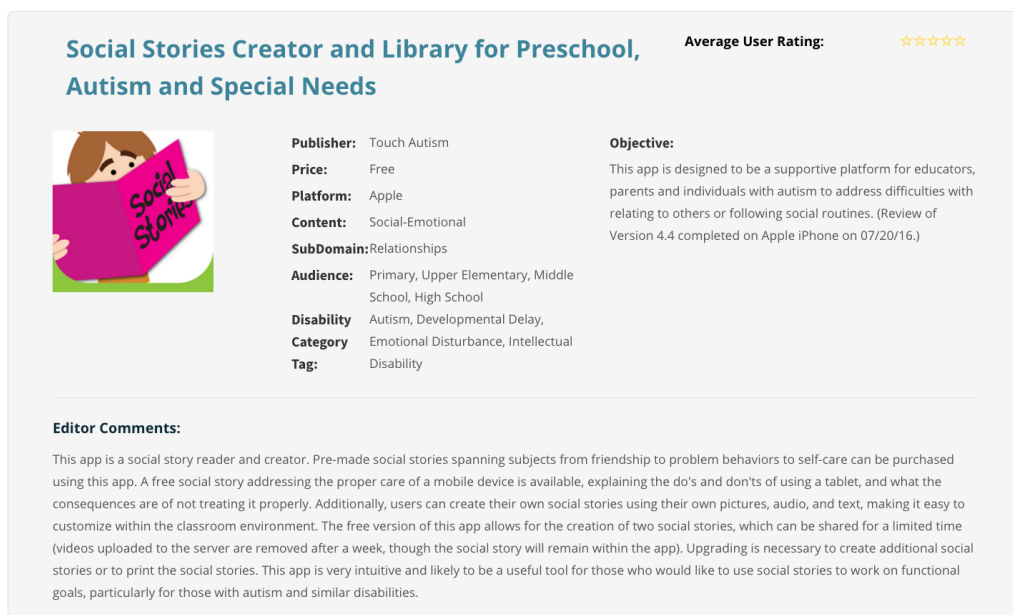 Social Stories Creator and Library for Preschool,
Autism and Special Needs
Average User Rating:
Social
Stories
Publisher: Touch Autism
Price: Free
Platform: Apple
Content: Social-Emotional
SubDomain: Relationships
Audience: Primary, Upper Elementary, Middle
School, High School
Disability Autism, Developmental Delay,
Category Emotional Disturbance, Intellectual
Tag: Disability
Objective:
This app is designed to be a supportive platform for educators,
parents and individuals with autism to address difficulties with
relating to others or following social routines. (Review of
Version 4.4 completed on Apple iPhone on 07/20/16.)
Editor Comments:
This app is a social story reader and creator. Pre-made social stories spanning subjects from friendship to problem behaviors to self-care can be purchased
using this app. A free social story addressing the proper care of a mobile device is available, explaining the do's and don'ts of using a tablet, and what the
consequences are of not treating it properly. Additionally, users can create their own social stories using their own pictures, audio, and text, making it easy to
customize within the classroom environment. The free version of this app allows for the creation of two social stories, which can be shared for a limited time
(videos uploaded to the server are removed after a week, though the social story will remain within the app). Upgrading is necessary to create additional social
stories or to print the social stories. This app is very intuitive and likely to be a useful tool for those who would like to use social stories to work on functional
goals, particularly for those with autism and similar disabilities.